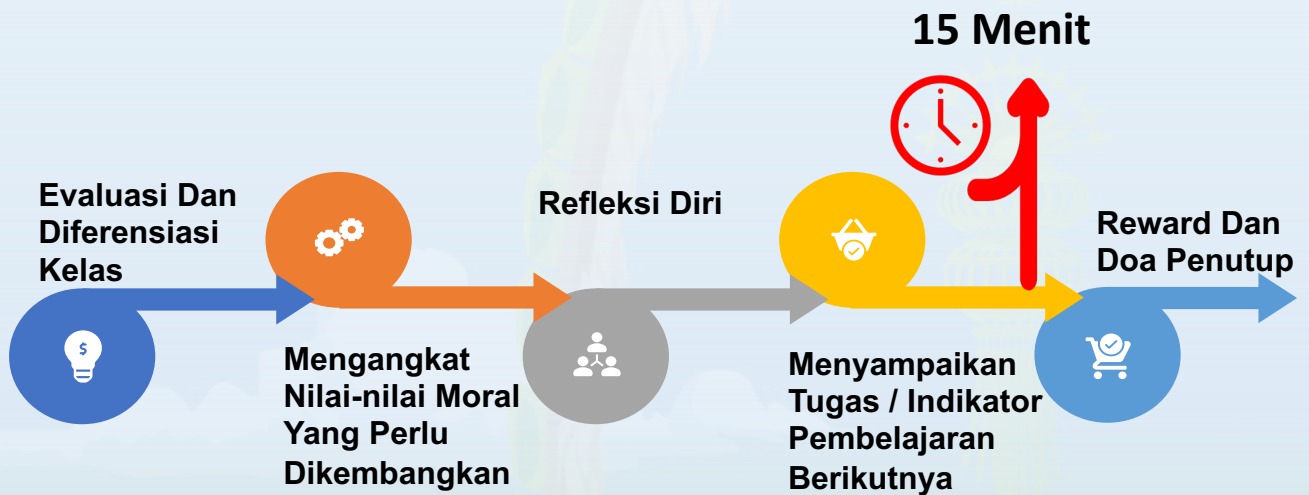 15 Menit
Evaluasi Dan
Diferensiasi
Kelas
$
Mengangkat
Nilai-nilai Moral
Yang Perlu
Dikembangkan
Refleksi Diri
Menyampaikan
Tugas / Indikator
Pembelajaran
Berikutnya
Reward Dan
Doa Penutup